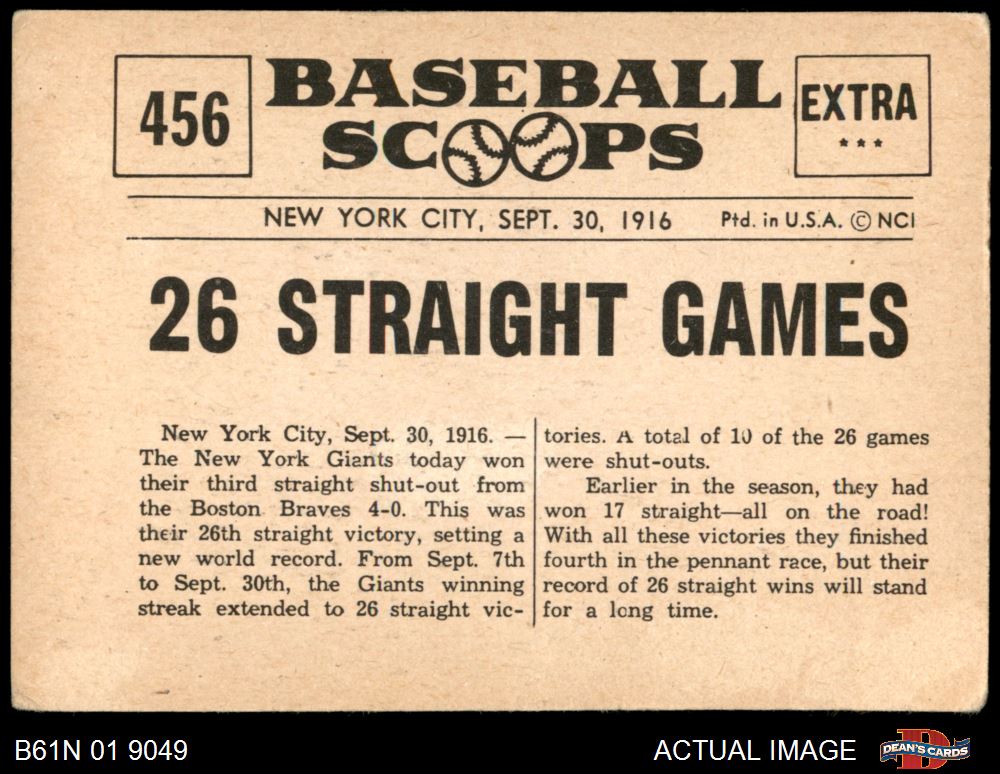 456
BASEBALL
SCOOPS
EXTRA
***
NEW YORK CITY, SEPT. 30, 1916 Ptd. in U.S.A. © NCI
26 STRAIGHT GAMES
New York City, Sept. 30, 1916. —
The New York Giants today won
their third straight shut-out from
the Boston Braves 4-0. This was
their 26th straight victory, setting a
new world record. From Sept. 7th
to Sept. 30th, the Giants winning
streak extended to 26 straight vic-
tories. A total of 10 of the 26 games
were shut-outs.
Earlier in the season, they had
won 17 straight—all on the road!
With all these victories they finished
fourth in the pennant race, but their
record of 26 straight wins will stand
for a long time.
B61N 01 9049
ACTUAL IMAGE
DEAN'S CARDS